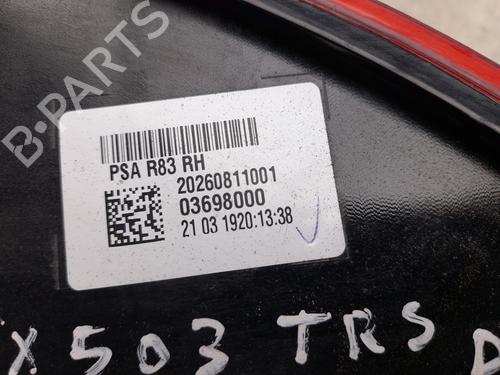 B-PARTS
PSA R83 RH
20260811001
03698000
21 03 1920:13:38
X503 TRS D